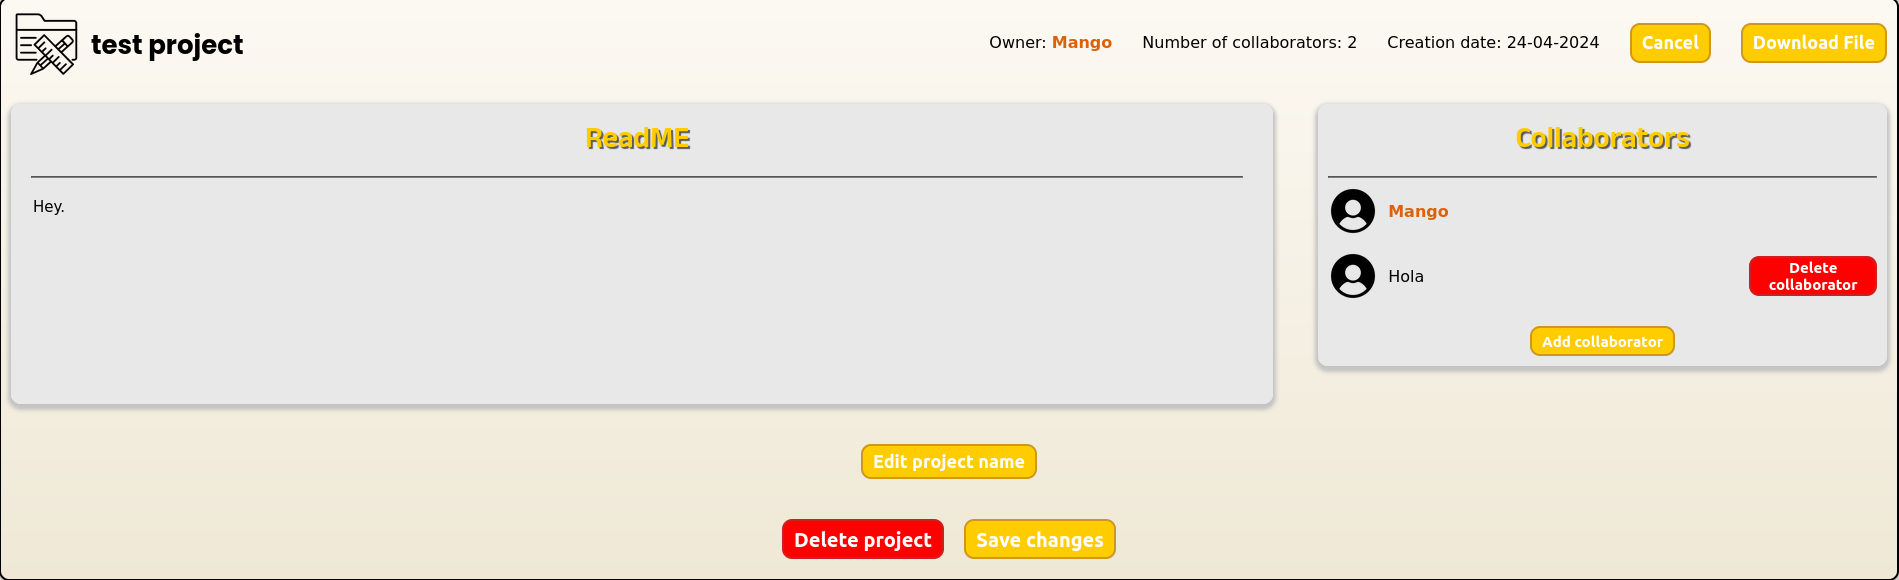 test project
Owner: Mango
Number of collaborators: 2
Creation date: 24-04-2024
Cancel
Download File
ReadME
Hey.
Collaborators
Mango
Hola
Delete
collaborator
Add collaborator
Edit project name
Delete project
Save changes